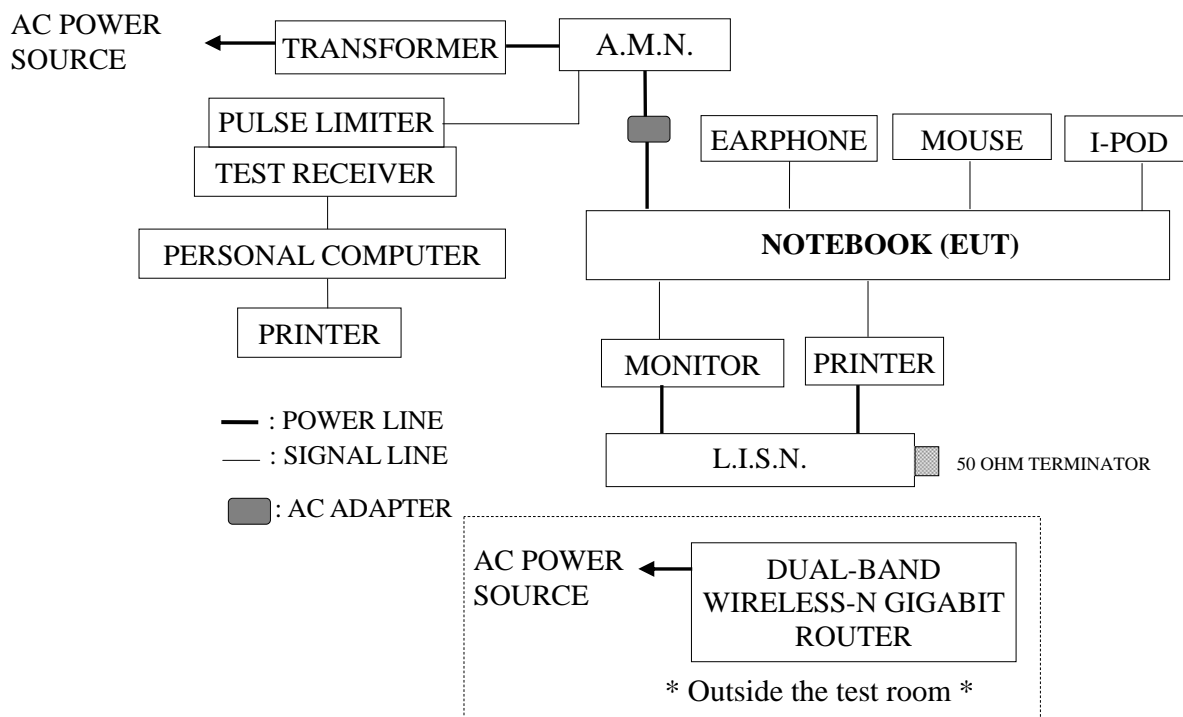 AC POWER
SOURCE
TRANSFORMER
A.M.N.
PULSE LIMITER
TEST RECEIVER
PERSONAL COMPUTER
PRINTER
EARPHONE
MOUSE
I-POD
NOTEBOOK (EUT)
MONITOR
PRINTER
L.I.S.N.
50 OHM TERMINATOR
: POWER LINE
: SIGNAL LINE
: AC ADAPTER
AC POWER
SOURCE
DUAL-BAND
WIRELESS-N GIGABIT
ROUTER
* Outside the test room *